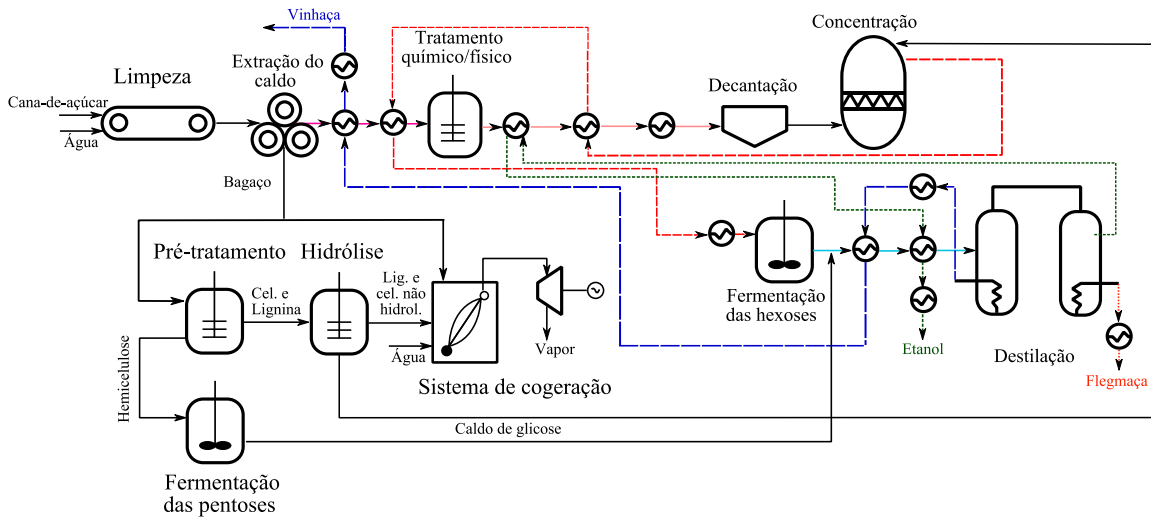 Vinhaça
Concentração
Tratamento
químico/físico
Extração do
caldo
Limpeza
Decantação
Cana-de-açúcar
Água
Bagaço
Pré-tratamento
Hidrólise
Lig. e
cel. não
hidrol.
Cel. e
Lignina
Fermentação
das hexoses
Água
Vapor
Etanol
Destilação
Flegmaça
Sistema de cogeração
Hemicelulose
Caldo de glicose
Fermentação
das pentoses